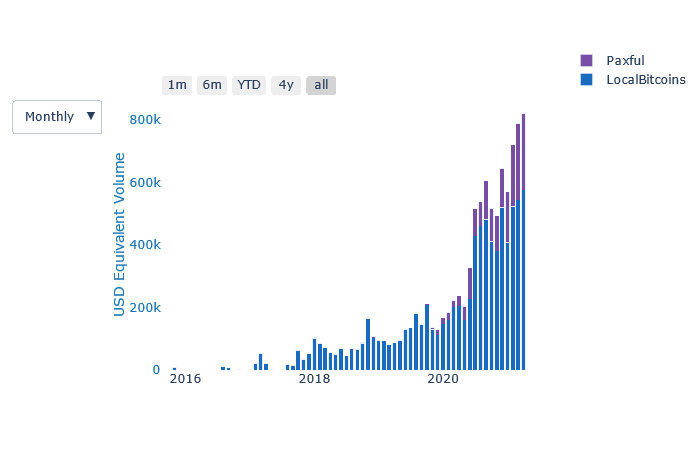 Paxful
LocalBitcoins
1m 6m YTD 4y all
Monthly ▼
USD Equivalent Volume
800k
600k
400k
200k
0
2016 2018 2020